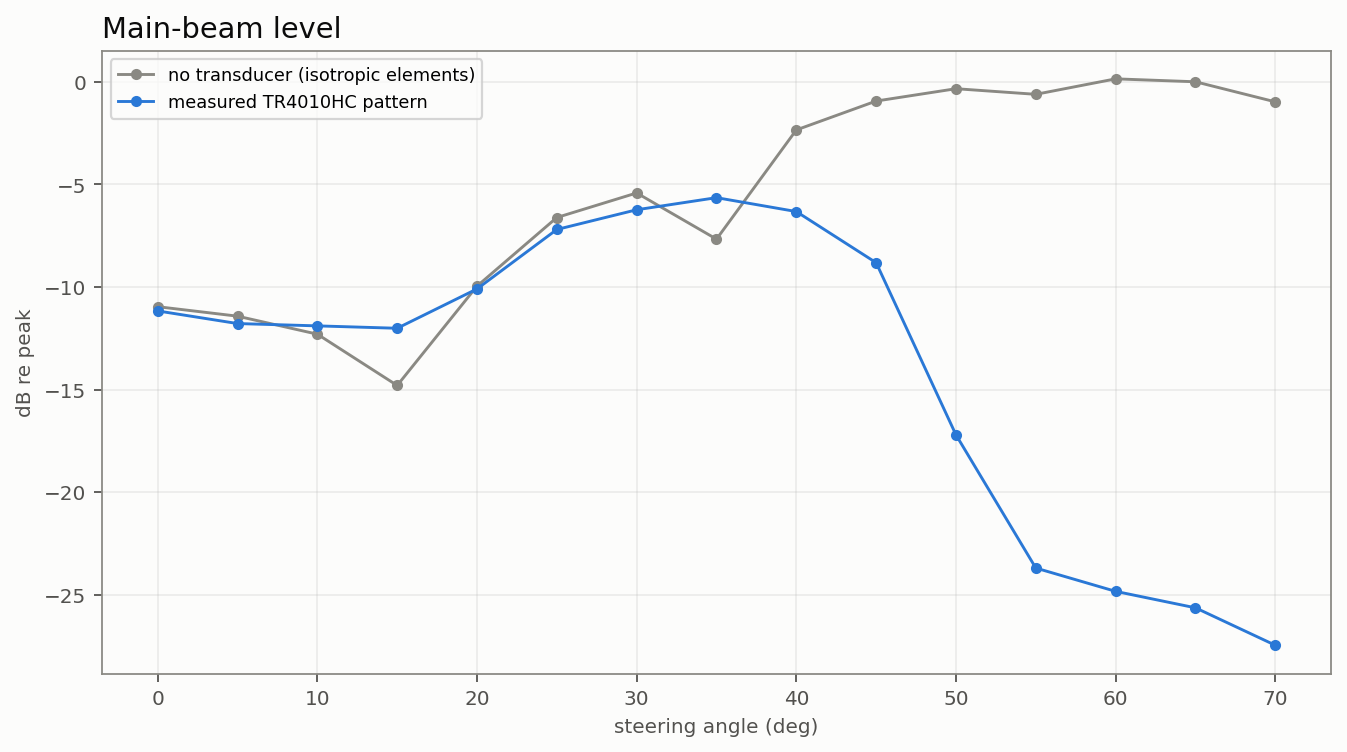 Main-beam level
no transducer (isotropic elements)
measured TR4010HC pattern
dB re peak
0
−5
−10
−15
−20
−25
0 10 20 30 40 50 60 70
steering angle (deg)